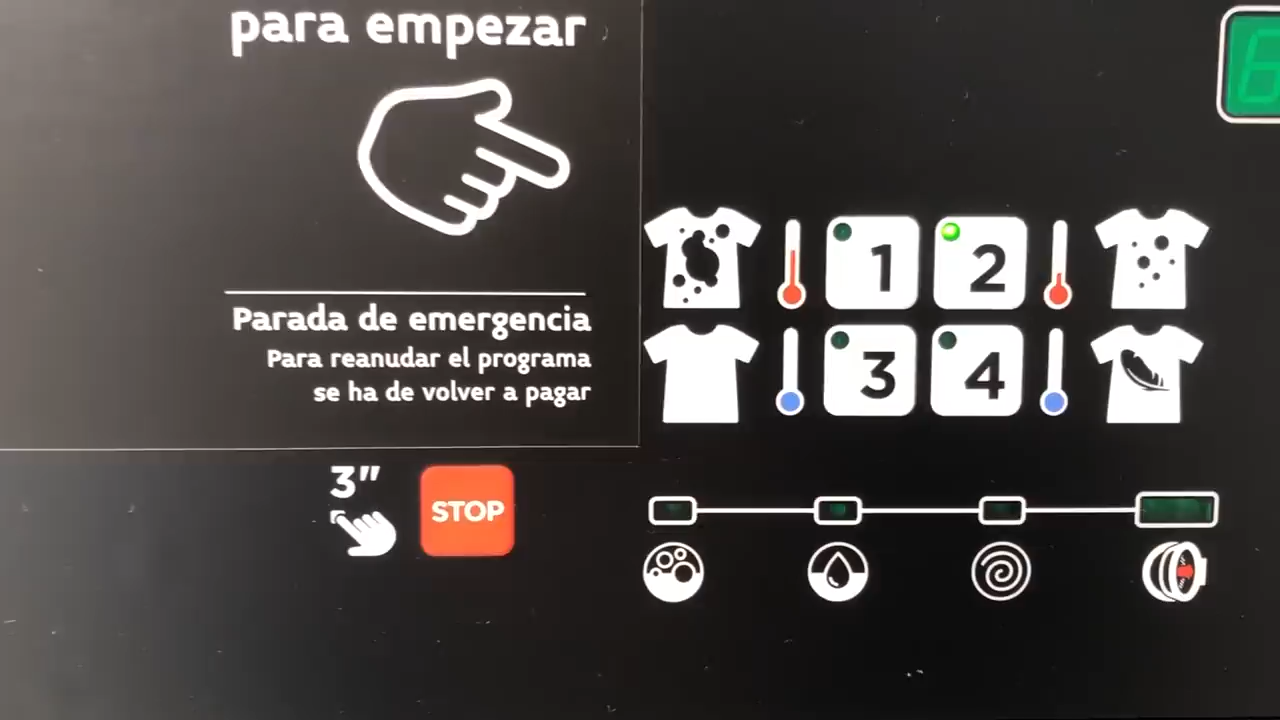 para empezar
Parada de emergencia
Para reanudar el programa
se ha de volver a pagar
3"
STOP
1 2
3 4